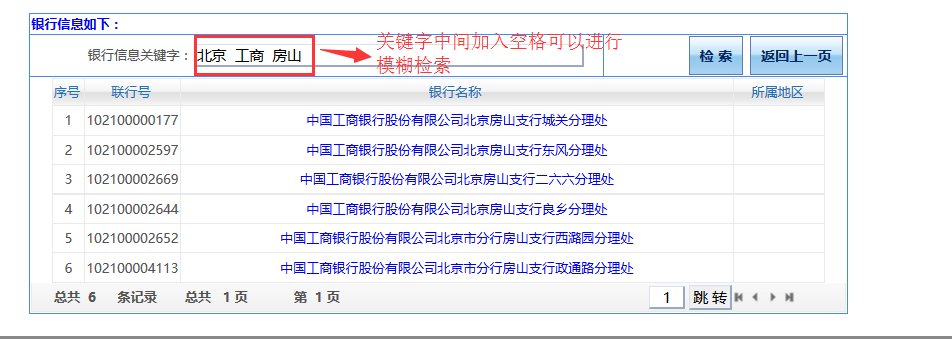 银行信息如下：
银行信息关键字：北京 工商 房山 关键字中间加入空格可以进行 检 索 返回上一页
模糊检索
序号 联行号 银行名称 所属地区
1 102100000177 中国工商银行股份有限公司北京房山支行城关分理处
2 102100002597 中国工商银行股份有限公司北京房山支行东风分理处
3 102100002669 中国工商银行股份有限公司北京房山支行二六六分理处
4 102100002644 中国工商银行股份有限公司北京房山支行良乡分理处
5 102100002652 中国工商银行股份有限公司北京市分行房山支行西潞园分理处
6 102100004113 中国工商银行股份有限公司北京市分行房山支行政通路分理处
总共 6 条记录 总共 1 页 第 1 页 1 跳 转